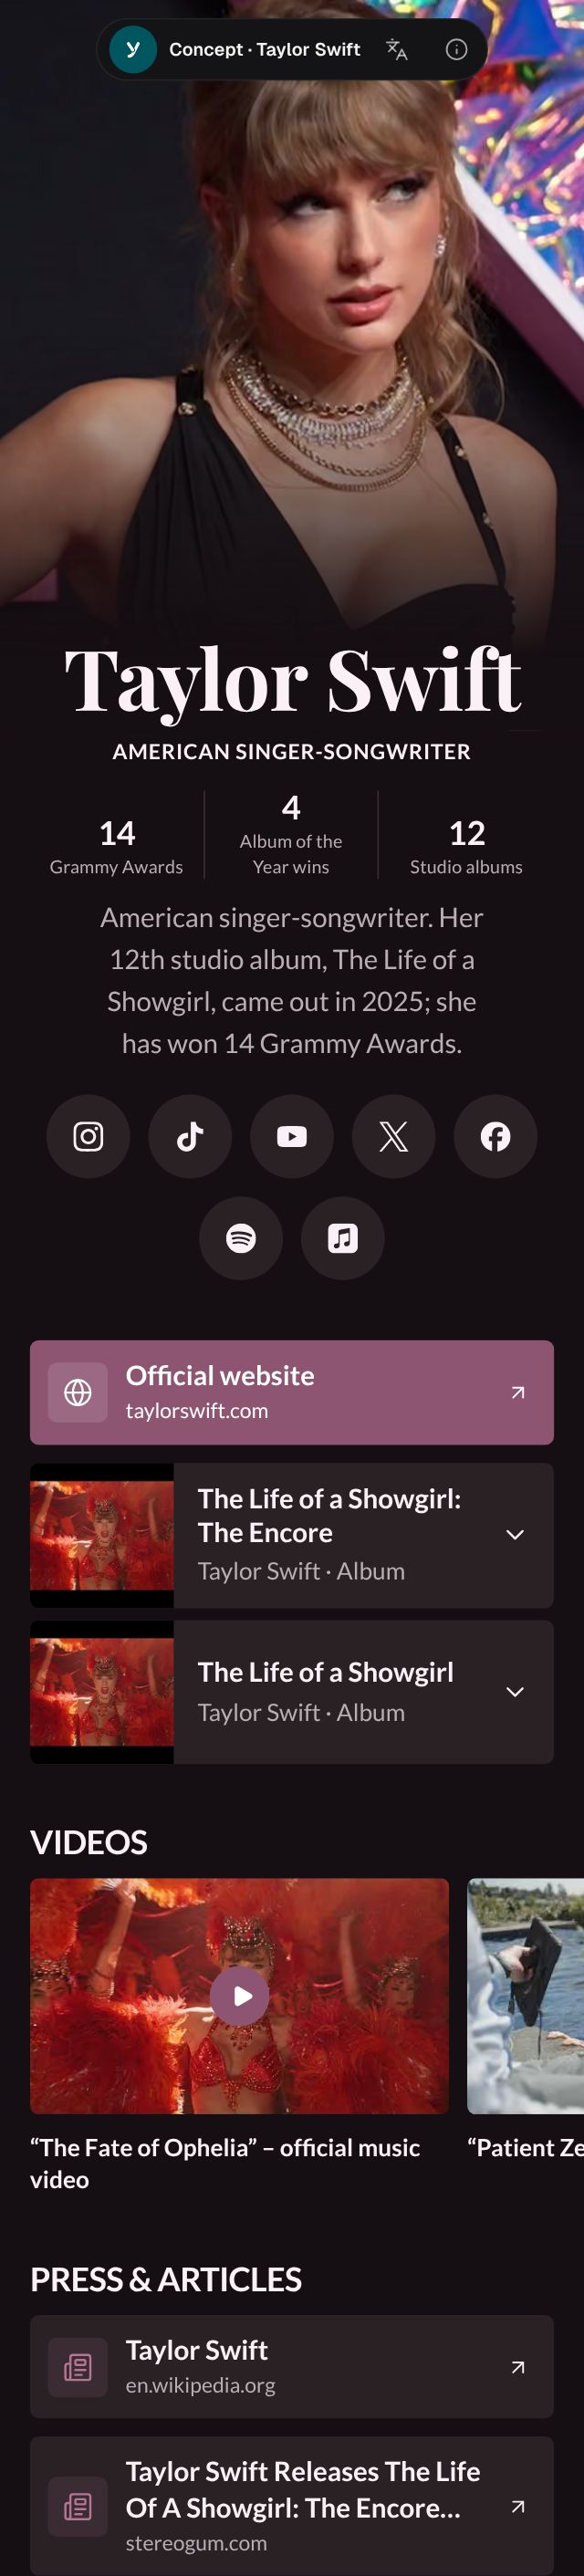 y Concept · Taylor Swift
Taylor Swift
AMERICAN SINGER-SONGWRITER
14
Grammy Awards
4
Album of the
Year wins
12
Studio albums
American singer-songwriter. Her
12th studio album, The Life of a
Showgirl, came out in 2025; she
has won 14 Grammy Awards.
Official website
taylorswift.com
The Life of a Showgirl:
The Encore
Taylor Swift · Album
The Life of a Showgirl
Taylor Swift · Album
VIDEOS
“The Fate of Ophelia” – official music
video
“Patient Ze
PRESS & ARTICLES
Taylor Swift
en.wikipedia.org
Taylor Swift Releases The Life
Of A Showgirl: The Encore...
stereogum.com